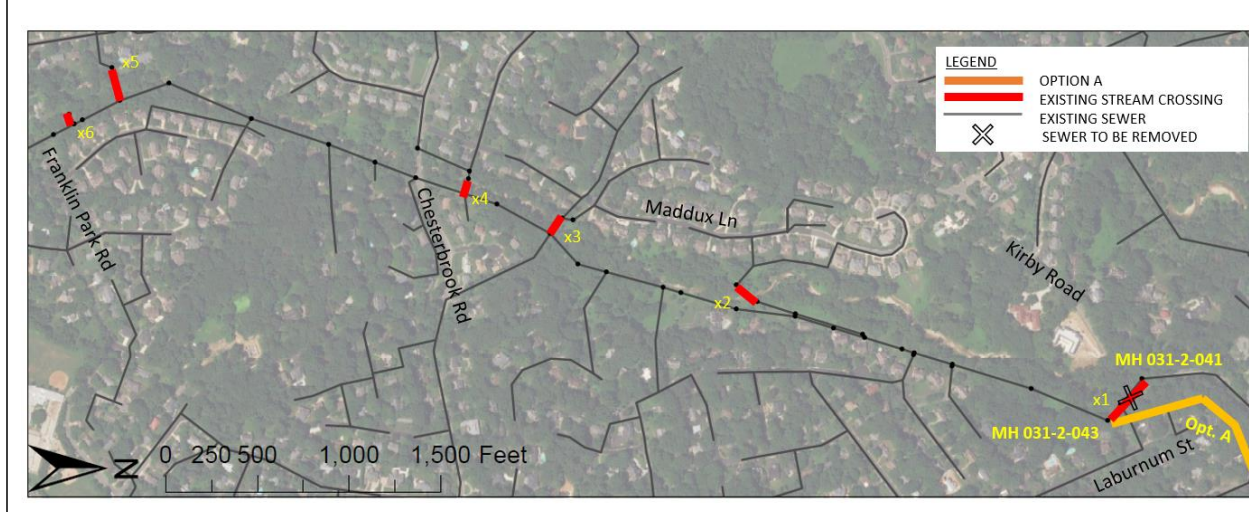 LEGEND
OPTION A
EXISTING STREAM CROSSING
EXISTING SEWER
SEWER TO BE REMOVED
x5
x6
Franklin Park Rd
x4
Chesterbrook Rd
x3
Maddux Ln
x2
Kirby Road
MH 031-2-041
x1
MH 031-2-043
Opt. A
Laburnum St
N
0 250 500 1,000 1,500 Feet